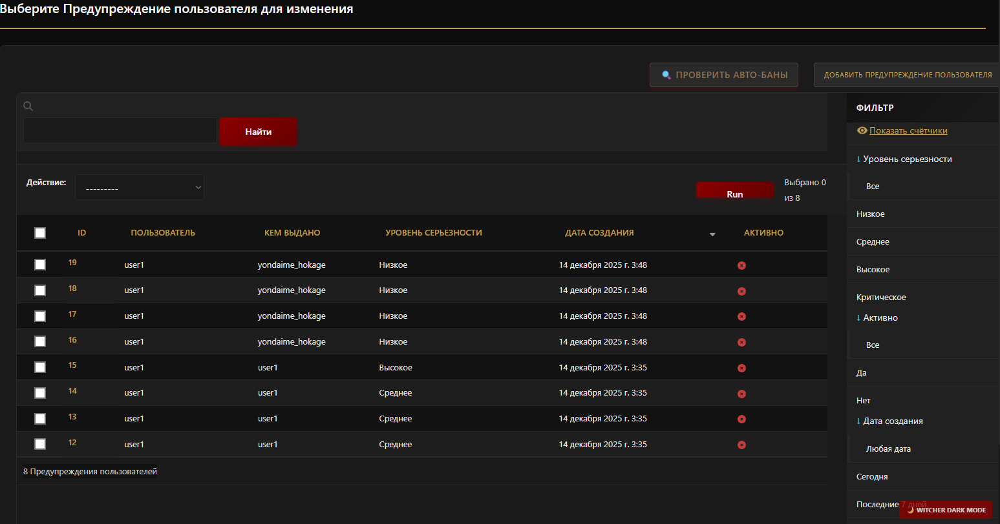 Выберите Предупреждение пользователя для изменения
ПРОВЕРИТЬ АВТО-БАНЫ
ДОБАВИТЬ ПРЕДУПРЕЖДЕНИЕ ПОЛЬЗОВАТЕЛЯ
Найти
Действие: --------- Run Выбрано 0 из 8
ID ПОЛЬЗОВАТЕЛЬ КЕМ ВЫДАНО УРОВЕНЬ СЕРЬЕЗНОСТИ ДАТА СОЗДАНИЯ АКТИВНО
19 user1 yondaime_hokage Низкое 14 декабря 2025 г. 3:48
18 user1 yondaime_hokage Низкое 14 декабря 2025 г. 3:48
17 user1 yondaime_hokage Низкое 14 декабря 2025 г. 3:48
16 user1 yondaime_hokage Низкое 14 декабря 2025 г. 3:48
15 user1 user1 Высокое 14 декабря 2025 г. 3:35
14 user1 user1 Среднее 14 декабря 2025 г. 3:35
13 user1 user1 Среднее 14 декабря 2025 г. 3:35
12 user1 user1 Среднее 14 декабря 2025 г. 3:35
8 Предупреждения пользователей
ФИЛЬТР
Показать счётчики
↓ Уровень серьезности
Все
Низкое
Среднее
Высокое
Критическое
↓ Активно
Все
Да
Нет
↓ Дата создания
Любая дата
Сегодня
Последние 7 дней
WITCHER DARK MODE